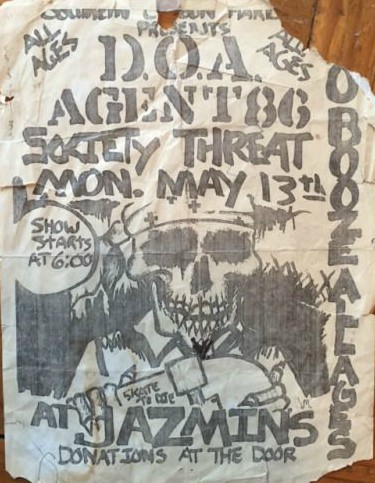 PRESENTS
ALL AGES
ALL AGES
D.O.A.
AGENT 86
SOCIETY THREAT
MON. MAY 13th
SHOW
STARTS
AT 6:00
SKATE
TO DIE
AT JAZMINS
DONATIONS AT THE DOOR
O BOOZE ALL AGES